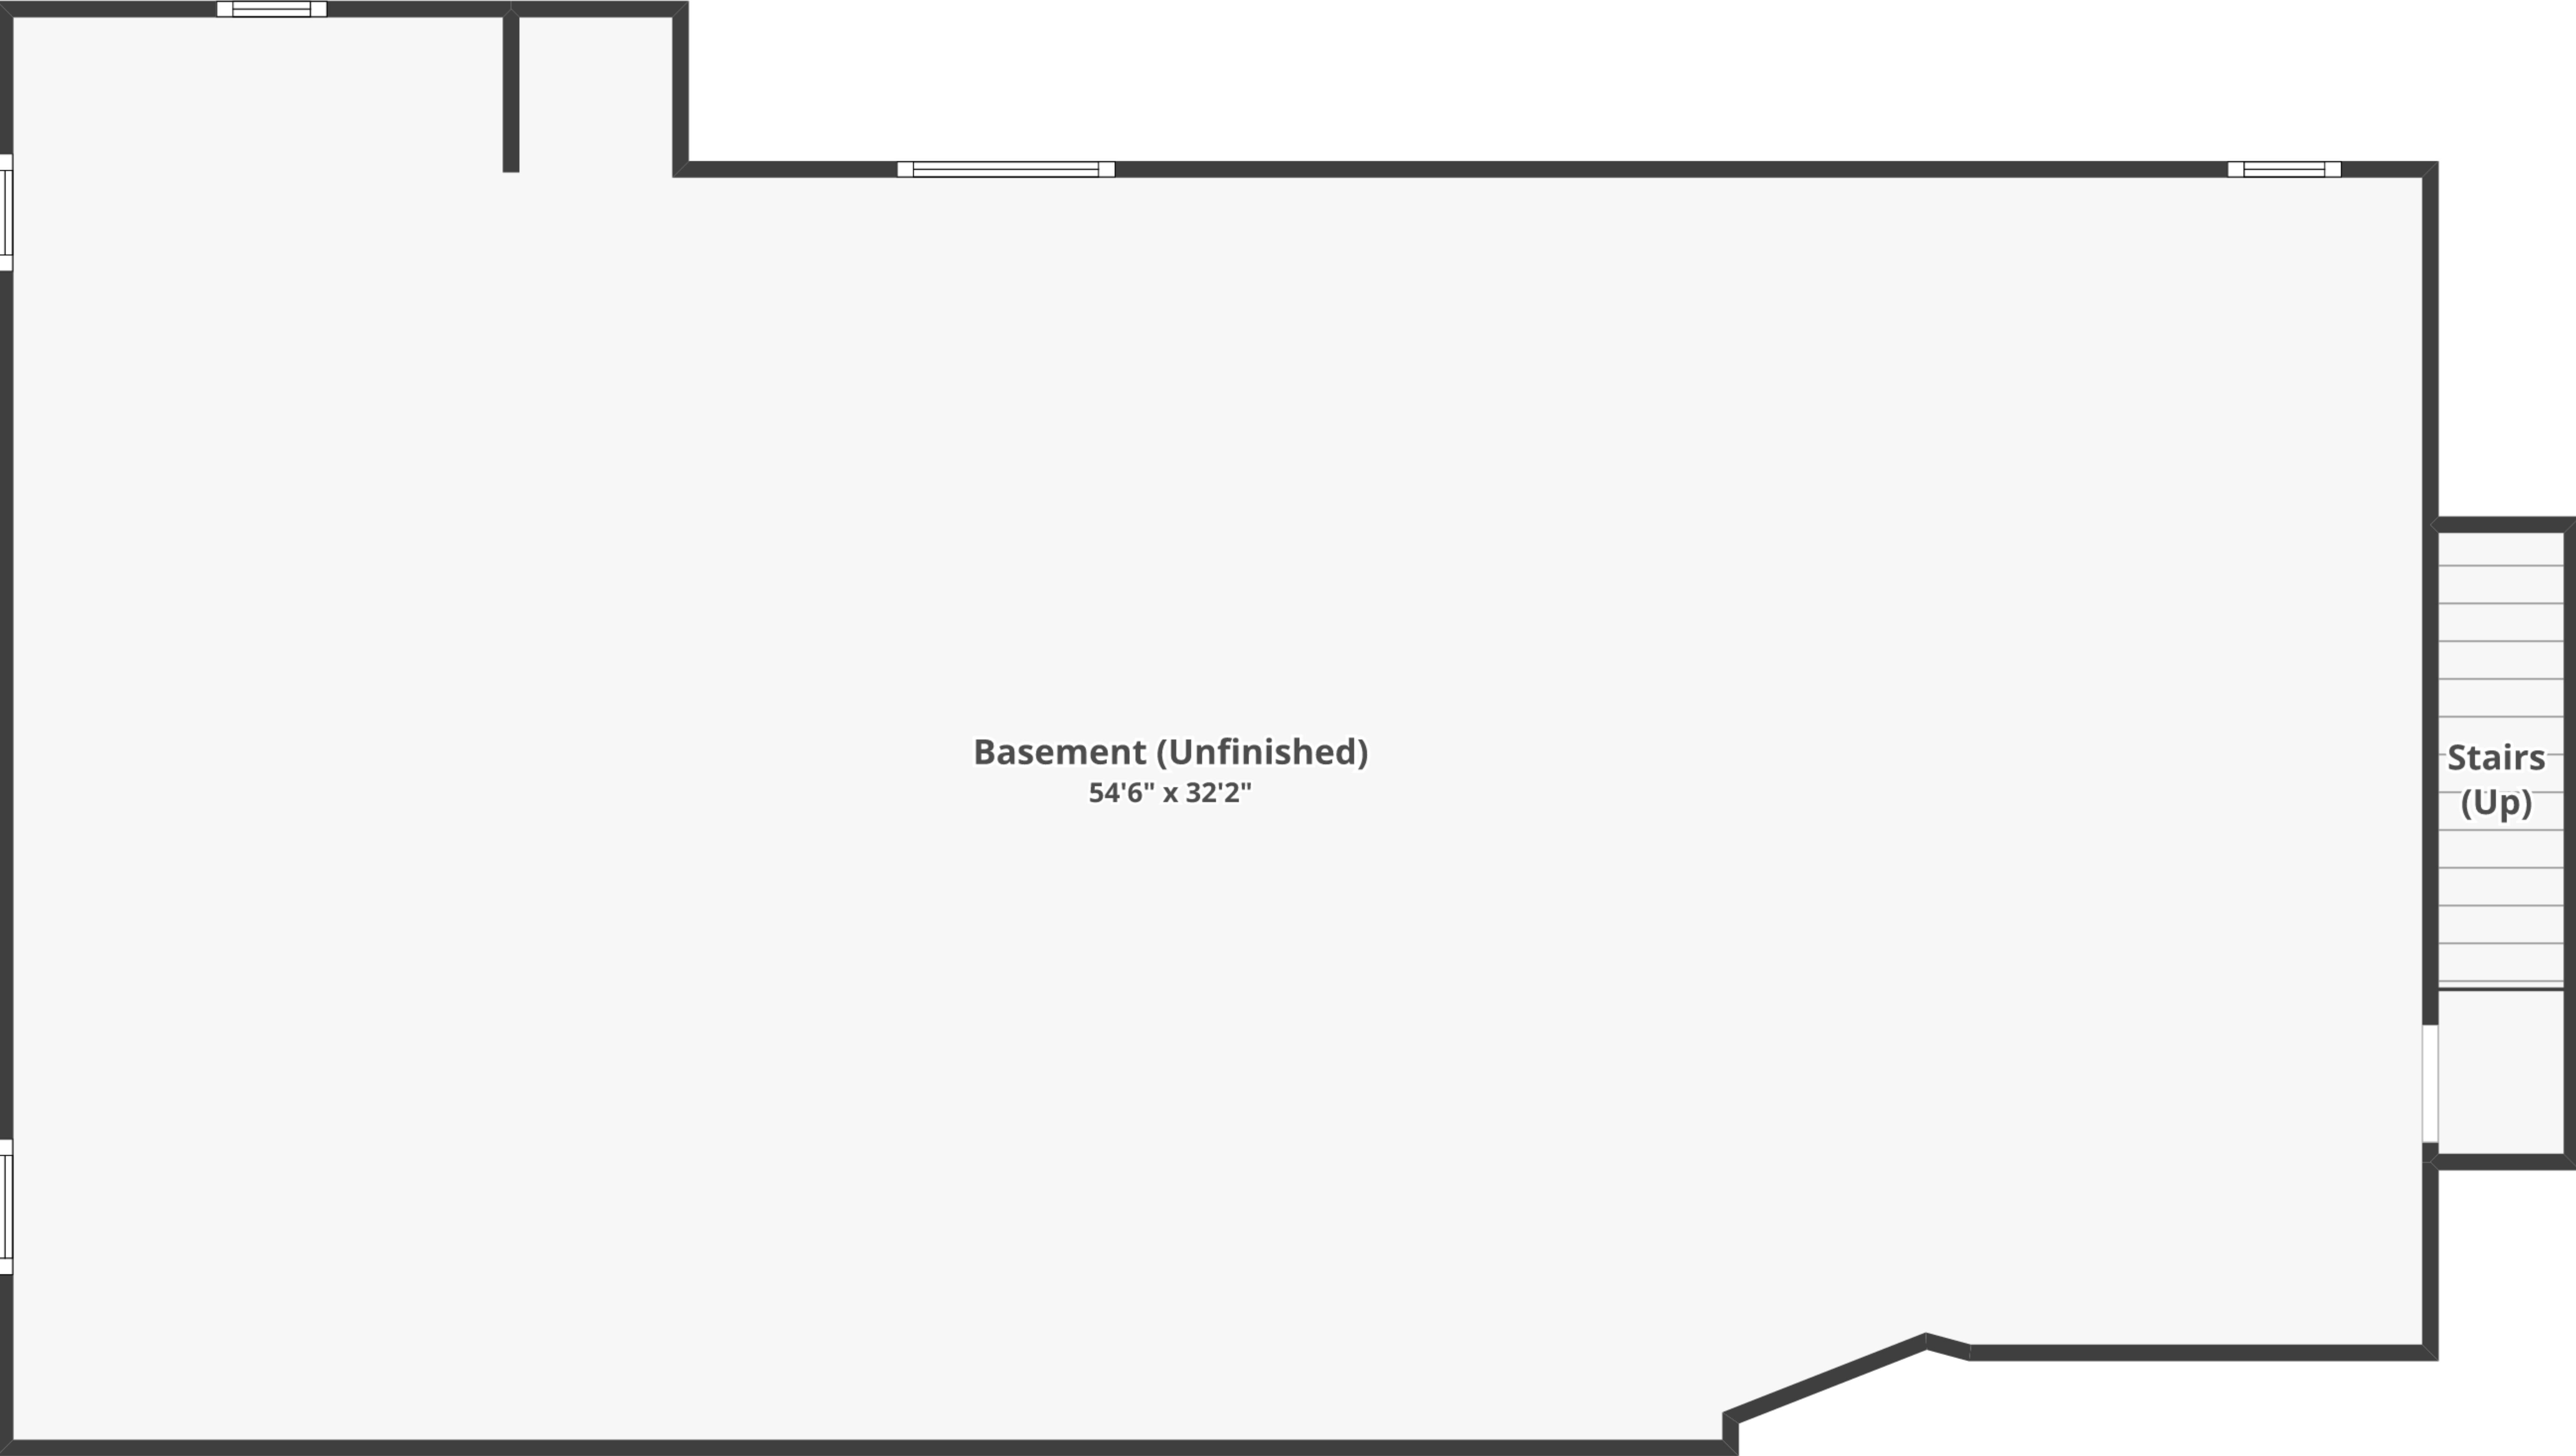 Basement (Unfinished)
54'6" x 32'2"
Stairs
(Up)